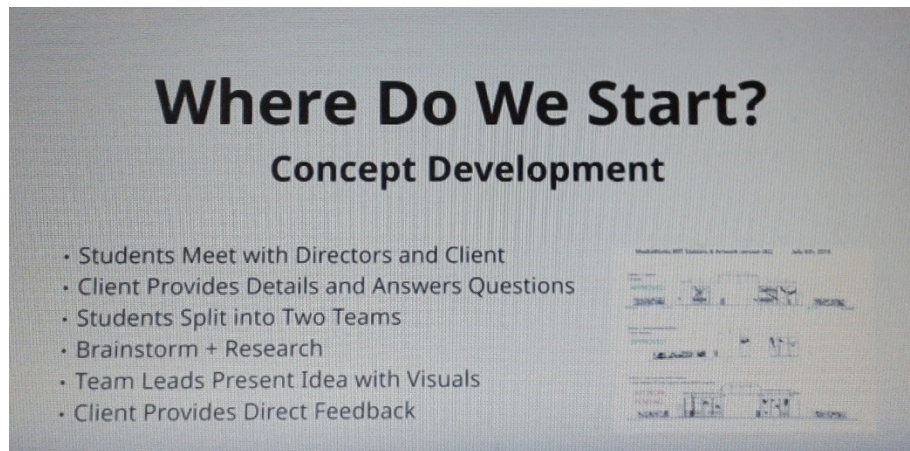 Where Do We Start?
Concept Development
· Students Meet with Directors and Client
· Client Provides Details and Answers Questions
· Students Split into Two Teams
· Brainstorm + Research
· Team Leads Present Idea with Visuals
· Client Provides Direct Feedback